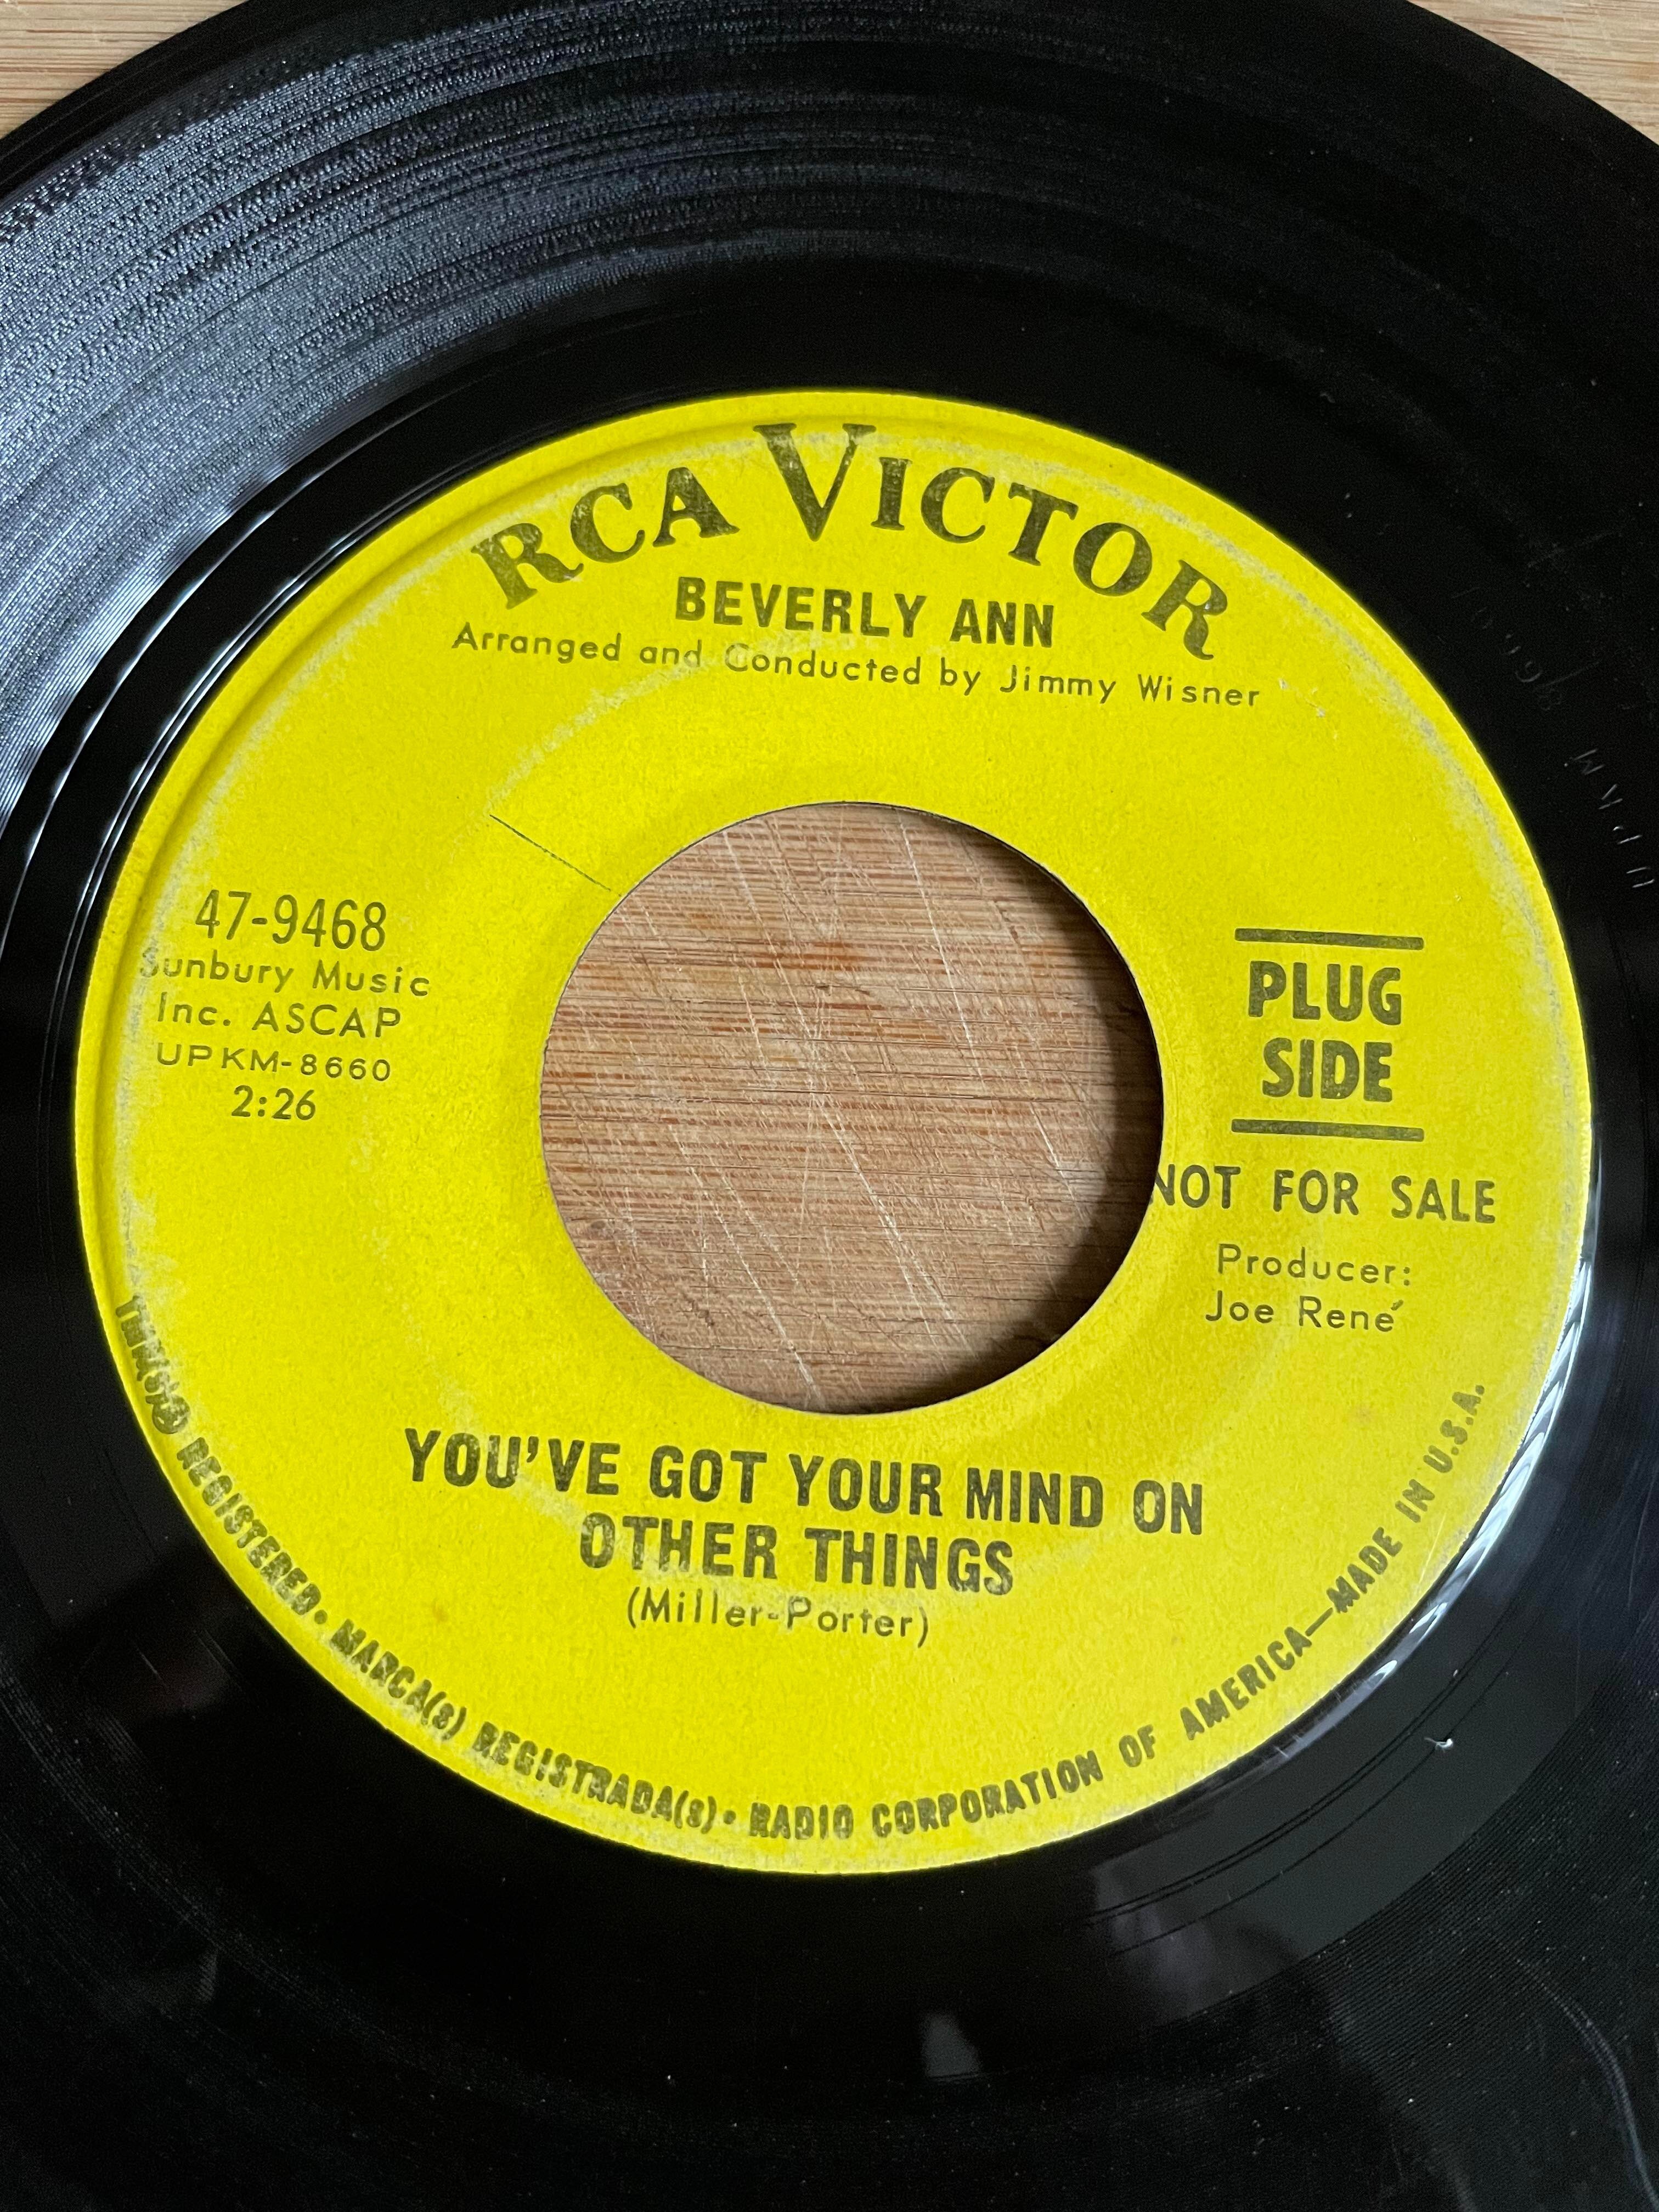 RCA VICTOR
BEVERLY ANN
Arranged and Conducted by Jimmy Wisner
47-9468
Sunbury Music
Inc. ASCAP
UPKM-8660
2:26
PLUG
SIDE
NOT FOR SALE
Producer:
Joe René
YOU'VE GOT YOUR MIND ON
OTHER THINGS
(Miller-Porter)
TMK(S)® REGISTERED • MARCA(S) REGISTRADA(S) • RADIO CORPORATION OF AMERICA—MADE IN U.S.A.
UPKM